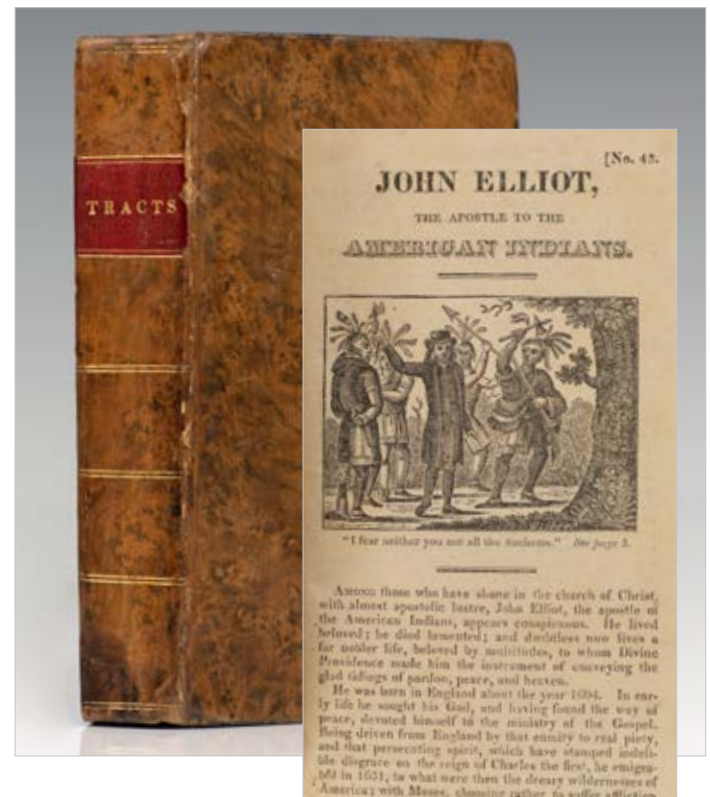 TRACTS
[No. 43.
JOHN ELLIOT,
THE APOSTLE TO THE
AMERICAN INDIANS.
"I fear neither you nor all the Sachems." See page 3.
AMONG those who have shone in the church of Christ,
with almost apostolic lustre, John Elliot, the apostle of
the American Indians, appears conspicuous. He lived
beloved; he died lamented; and doubtless now lives a
far nobler life, beloved by multitudes, to whom Divine
Providence made him the instrument of conveying the
glad tidings of pardon, peace, and heaven.
He was born in England about the year 1604. In ear-
ly life he sought his God, and having found the way of
peace, devoted himself to the ministry of the Gospel.
Being driven from England by that enmity to real piety,
and that persecuting spirit, which have stamped indeli-
ble disgrace on the reign of Charles the first, he emigra-
ted in 1631, to what were then the dreary wildernesses of
America; with Moses, choosing rather to suffer affliction